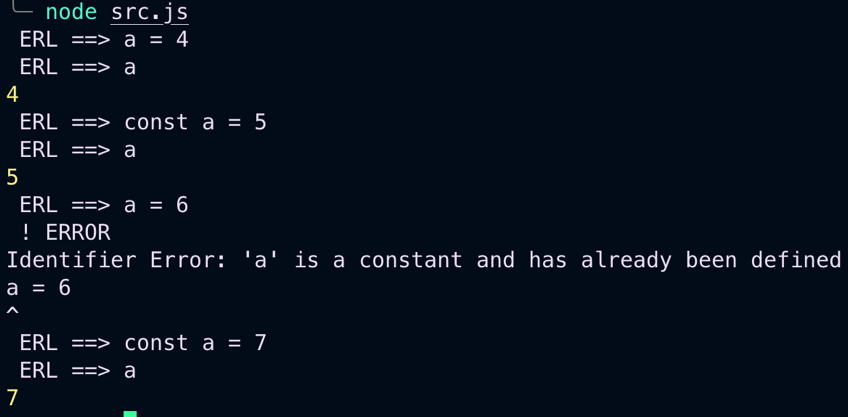 node src.js
ERL ==> a = 4
ERL ==> a
4
ERL ==> const a = 5
ERL ==> a
5
ERL ==> a = 6
! ERROR
Identifier Error: 'a' is a constant and has already been defined
a = 6
^
ERL ==> const a = 7
ERL ==> a
7